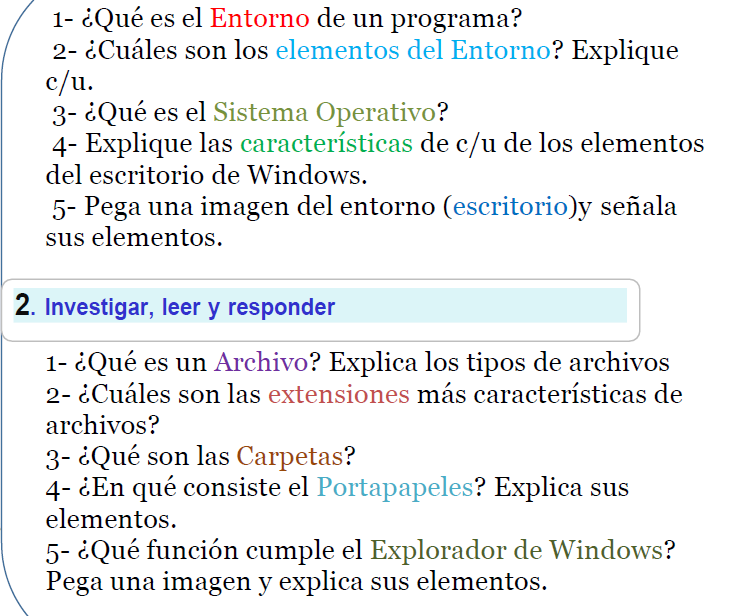 1- ¿Qué es el Entorno de un programa?
2- ¿Cuáles son los elementos del Entorno? Explique
c/u.
3- ¿Qué es el Sistema Operativo?
4- Explique las características de c/u de los elementos
del escritorio de Windows.
5- Pega una imagen del entorno (escritorio)y señala
sus elementos.
2. Investigar, leer y responder
1- ¿Qué es un Archivo? Explica los tipos de archivos
2- ¿Cuáles son las extensiones más características de
archivos?
3- ¿Qué son las Carpetas?
4- ¿En qué consiste el Portapapeles? Explica sus
elementos.
5- ¿Qué función cumple el Explorador de Windows?
Pega una imagen y explica sus elementos.